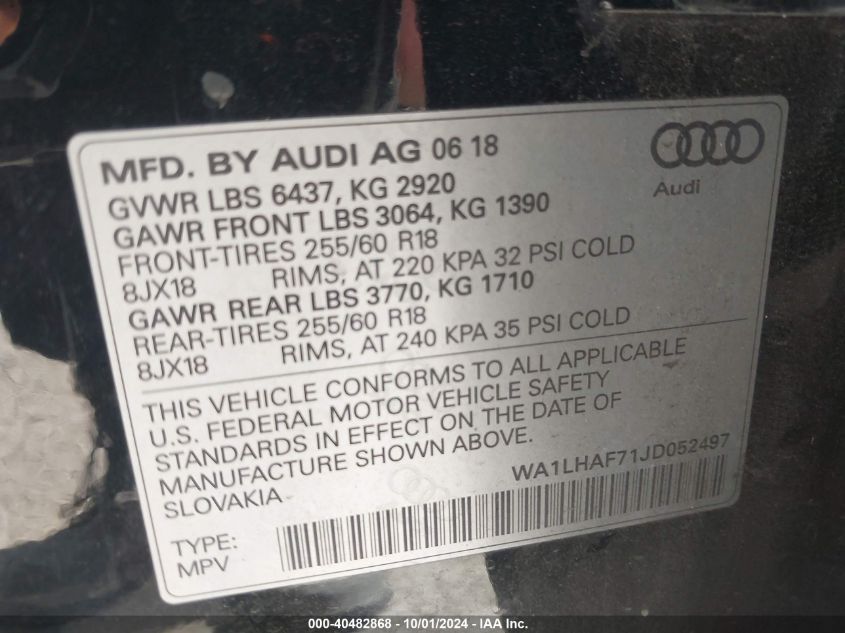 MFD. BY AUDI AG 06 18
Audi
GVWR LBS 6437, KG 2920
GAWR FRONT LBS 3064, KG 1390
FRONT-TIRES 255/60 R18
8JX18 RIMS, AT 220 KPA 32 PSI COLD
GAWR REAR LBS 3770, KG 1710
REAR-TIRES 255/60 R18
8JX18 RIMS, AT 240 KPA 35 PSI COLD
THIS VEHICLE CONFORMS TO ALL APPLICABLE
U.S. FEDERAL MOTOR VEHICLE SAFETY
STANDARDS IN EFFECT ON THE DATE OF
MANUFACTURE SHOWN ABOVE.
SLOVAKIA
WA1LHAF71JD052497
TYPE:
MPV
000-40482868 - 10/01/2024 - IAA Inc.